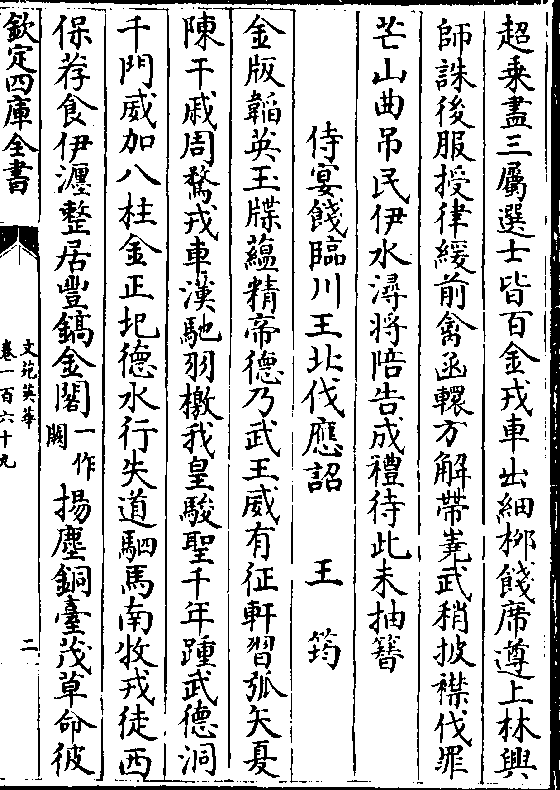 超乗盡三屬選士皆百金戎車出細栁餞席遵上林興
師誅後服授律緩前禽函轘方解帶嶤武稍披襟伐罪
芒山曲吊民伊水潯將陪告成禮待此未抽簪
侍宴餞臨川王北伐應詔 王筠
金版韜英玉牒蘊精帝德乃武王威有征軒習弧矢夏
陳干戚周鶩戎車漢馳羽檄我皇駿聖千年踵武德洞
千門威加八柱金正圯德水行失道駟馬南牧戎徒西
保荐食伊瀍整居豐鎬金闍一作闕揚塵銅臺茂草命彼
欽定四庫全書
文苑英華
卷一百六十九
二